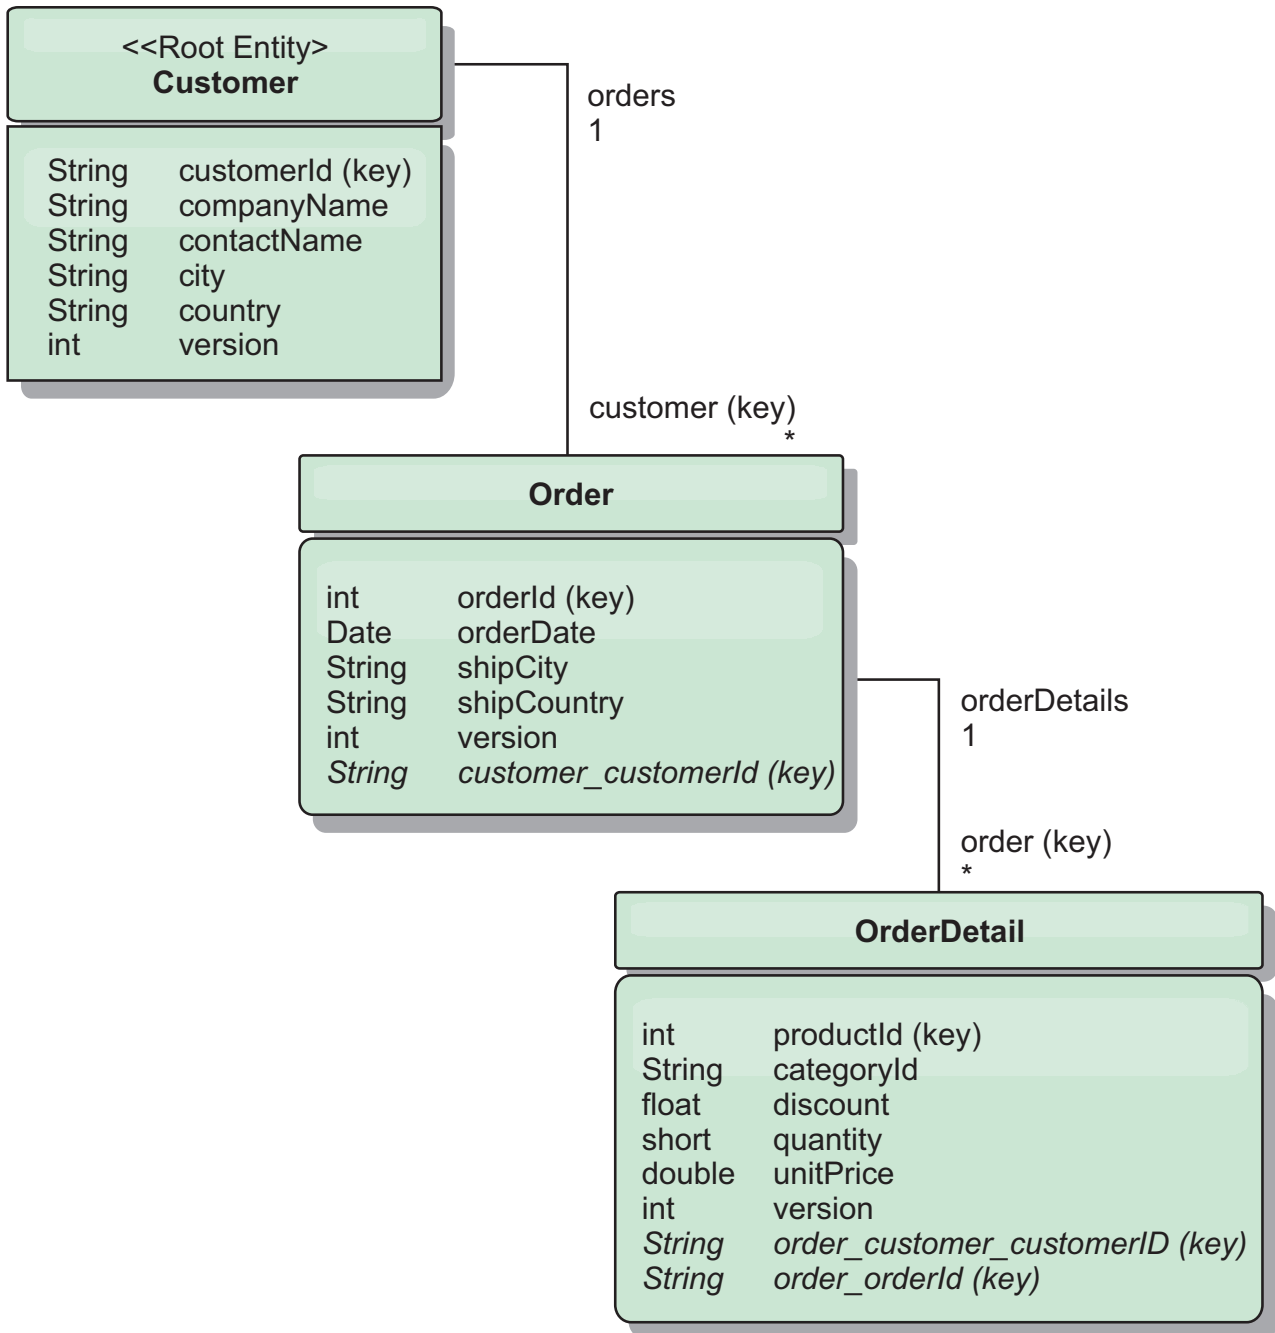 <<Root Entity>
Customer
String customerId (key)
String companyName
String contactName
String city
String country
int version
orders
1
customer (key)
*
Order
int orderId (key)
Date orderDate
String shipCity
String shipCountry
int version
String customer_customerId (key)
orderDetails
1
order (key)
*
OrderDetail
int productId (key)
String categoryId
float discount
short quantity
double unitPrice
int version
String order_customer_customerID (key)
String order_orderId (key)